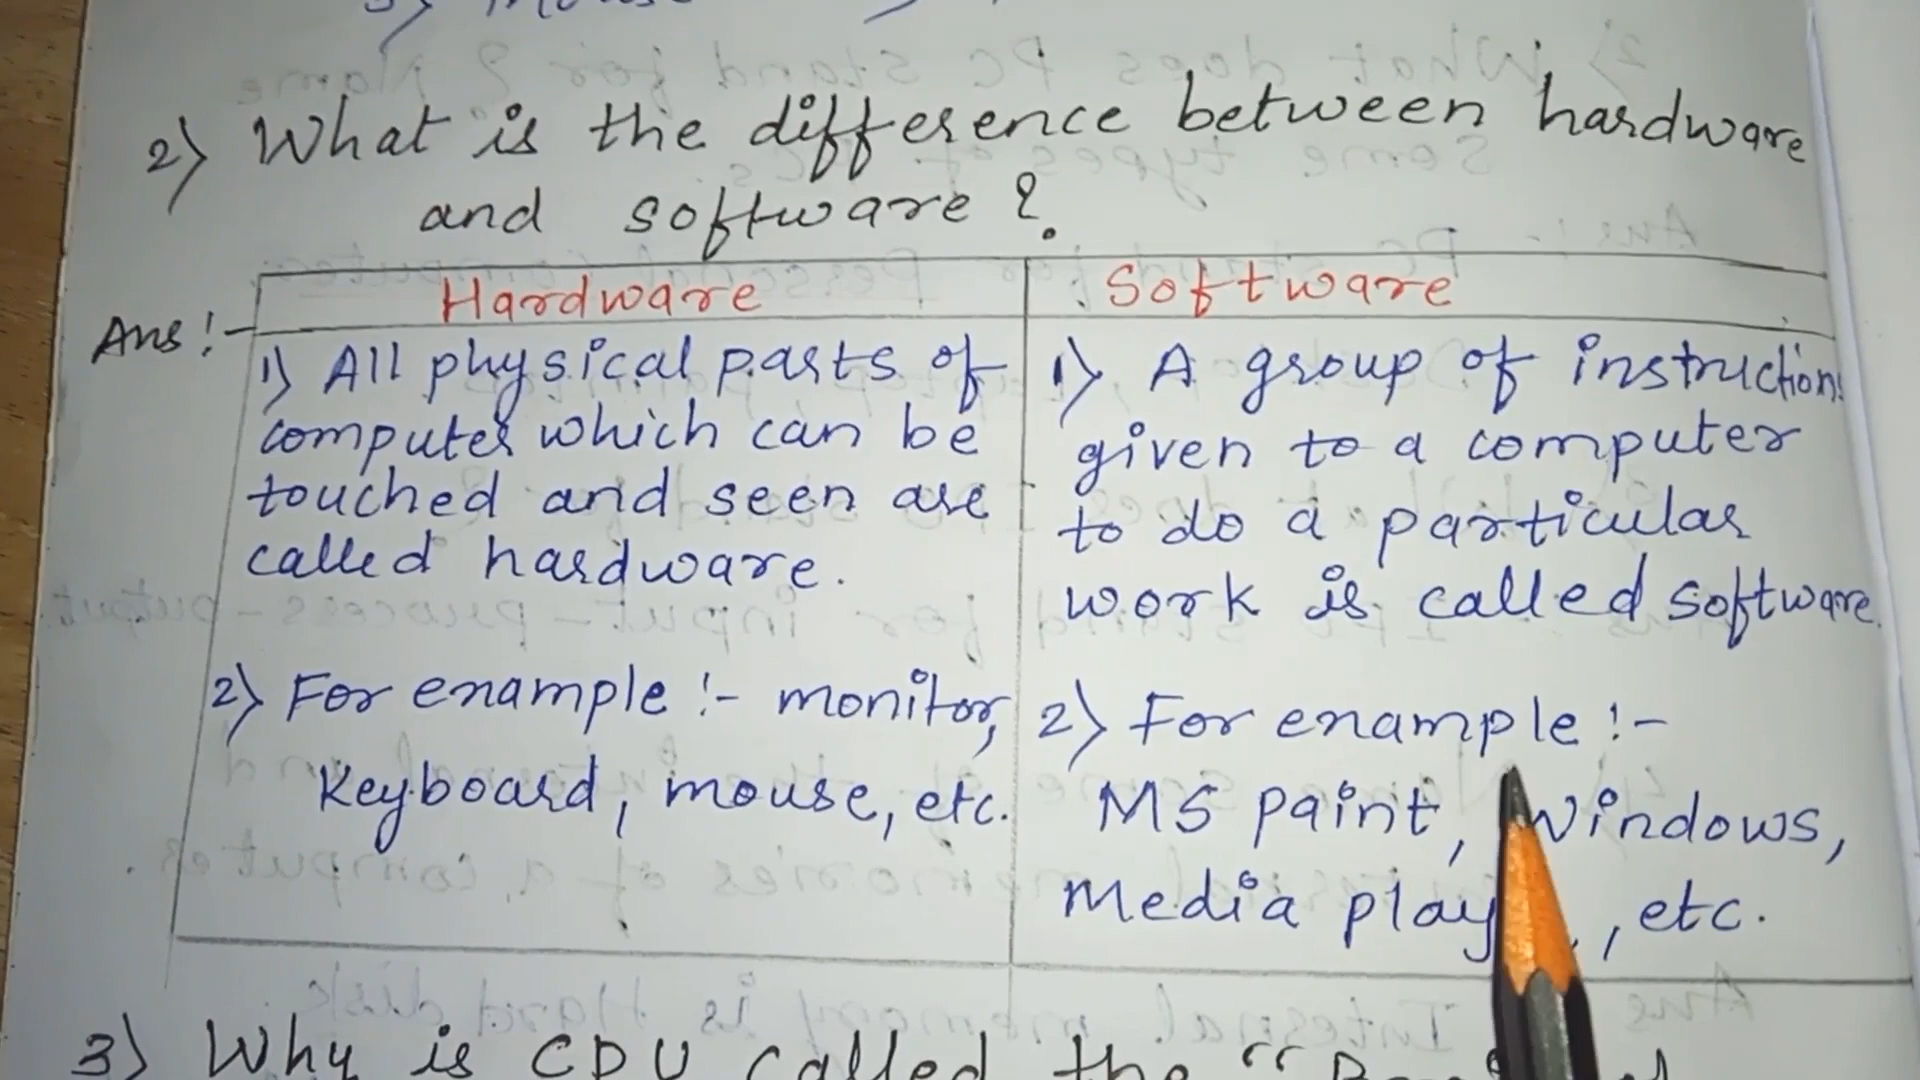 2) What is the difference between hardware
and software?
Ans:-
Hardware
1) All physical parts of
computer which can be
touched and seen are
called hardware.
2) For example:- monitor,
Keyboard, mouse, etc.
Software
1) A group of instructions
given to a computer
to do a particular
work is called software.
2) For example:-
MS paint, Windows,
Media play , etc.
3) Why is CPU called the "